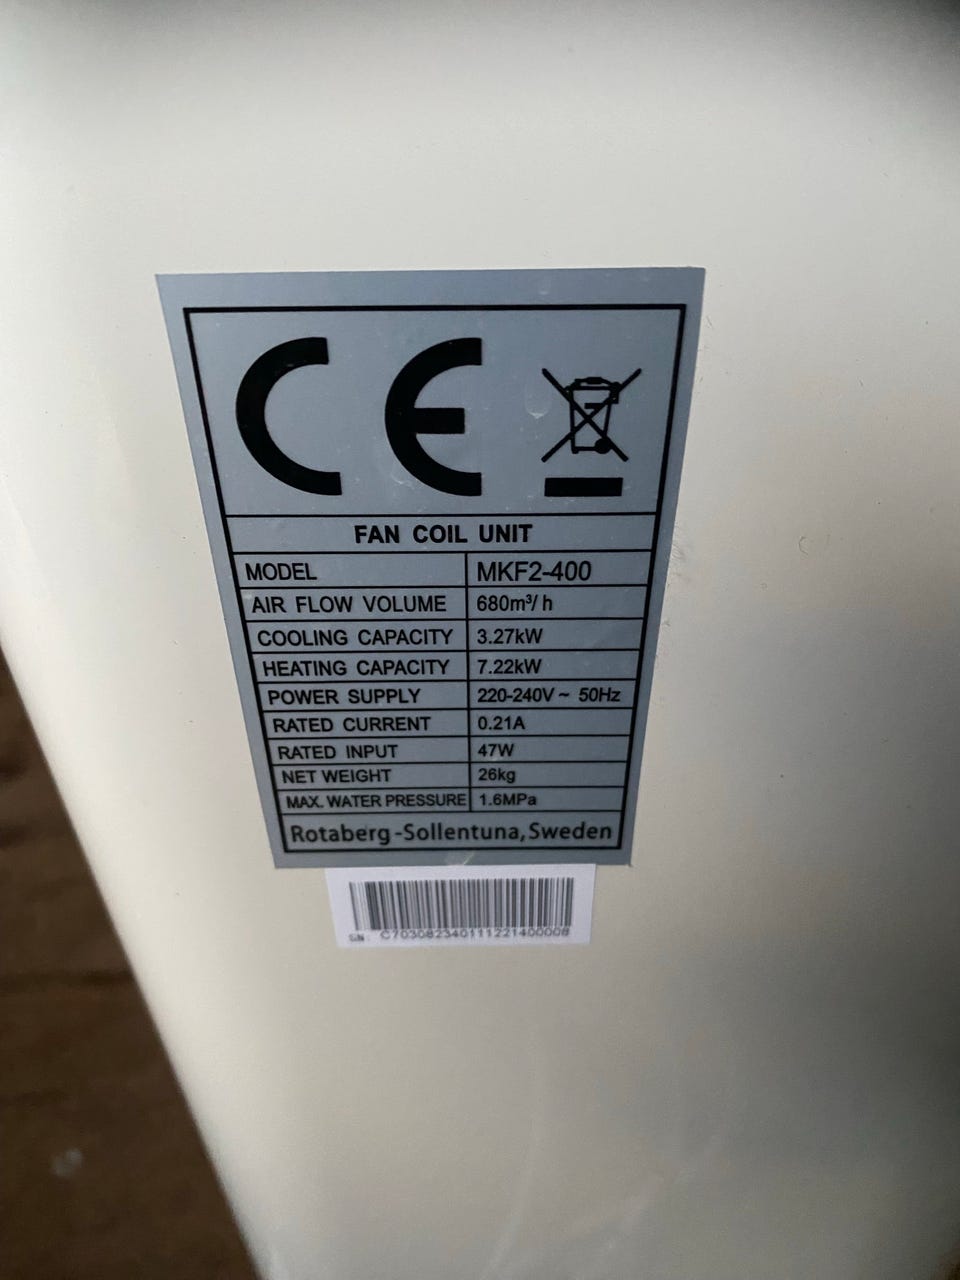 CE
FAN COIL UNIT
MODEL MKF2-400
AIR FLOW VOLUME 680m³/h
COOLING CAPACITY 3.27kW
HEATING CAPACITY 7.22kW
POWER SUPPLY 220-240V ~ 50Hz
RATED CURRENT 0.21A
RATED INPUT 47W
NET WEIGHT 26kg
MAX. WATER PRESSURE 1.6MPa
Rotaberg-Sollentuna, Sweden
SN: C703082340111221400008